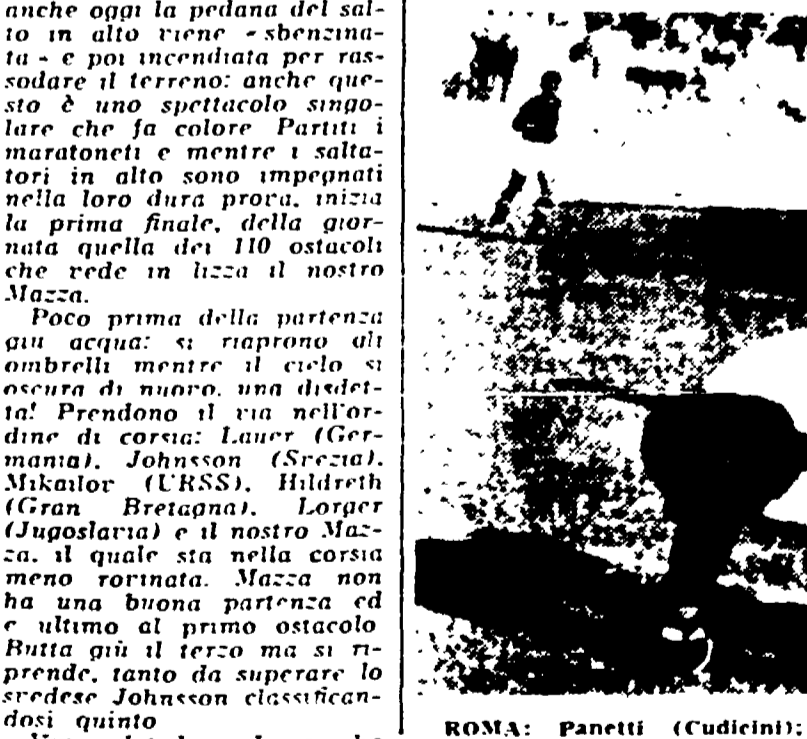 anche oggi la pedana del sal-
to in alto viene - sbenzina-
ta - e poi incendiata per ras-
sodare il terreno: anche que-
sto è uno spettacolo singo-
lare che fa colore Partiti i
maratoneti e mentre i salta-
tori in alto sono impegnati
nella loro dura prova, inizia
la prima finale, della gior-
nata quella dei 110 ostacoli
che vede in lizza il nostro
Mazza.
Poco prima della partenza
giù acqua: si riaprono gli
ombrelli mentre il cielo si
oscura di nuovo, una disdet-
ta! Prendono il via nell'or-
dine di corsia: Lauer (Ger-
mania), Johnsson (Svezia),
Mikailov (URSS), Hildreth
(Gran Bretagna), Lorger
(Jugoslavia) e il nostro Maz-
za, il quale sta nella corsia
meno rovinata. Mazza non
ha una buona partenza ed
e ultimo al primo ostacolo
Butta giù il terzo ma si ri-
prende, tanto da superare lo
svedese Johnsson classifican-
dosi quinto
ROMA: Panetti (Cudicini);